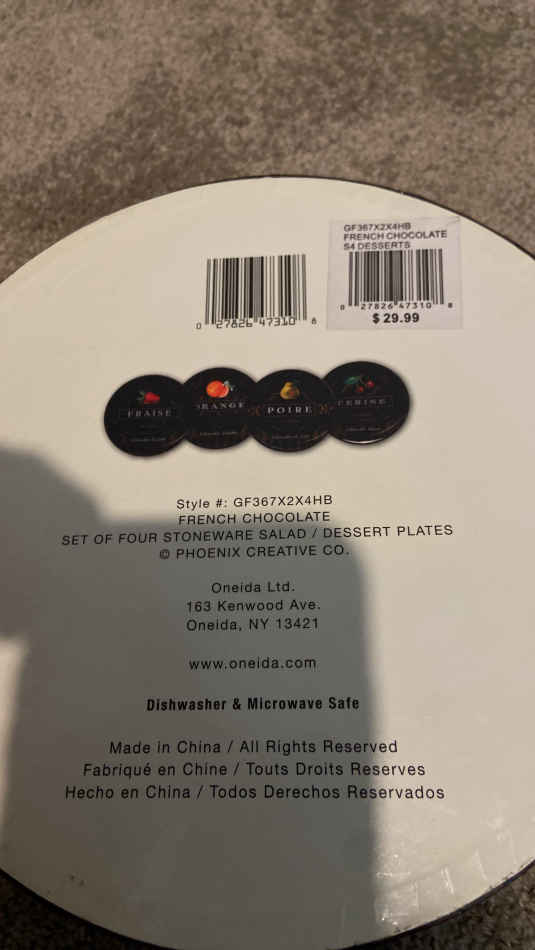 GF367X2X4HB
FRENCH CHOCOLATE
S4 DESSERTS
0 27826 47310 8
$ 29.99
0 27826 47310 8
FRAISE
ORANGE
POIRE
CERISE
Style #: GF367X2X4HB
FRENCH CHOCOLATE
SET OF FOUR STONEWARE SALAD / DESSERT PLATES
© PHOENIX CREATIVE CO.
Oneida Ltd.
163 Kenwood Ave.
Oneida, NY 13421
www.oneida.com
Dishwasher & Microwave Safe
Made in China / All Rights Reserved
Fabriqué en Chine / Touts Droits Reserves
Hecho en China / Todos Derechos Reservados